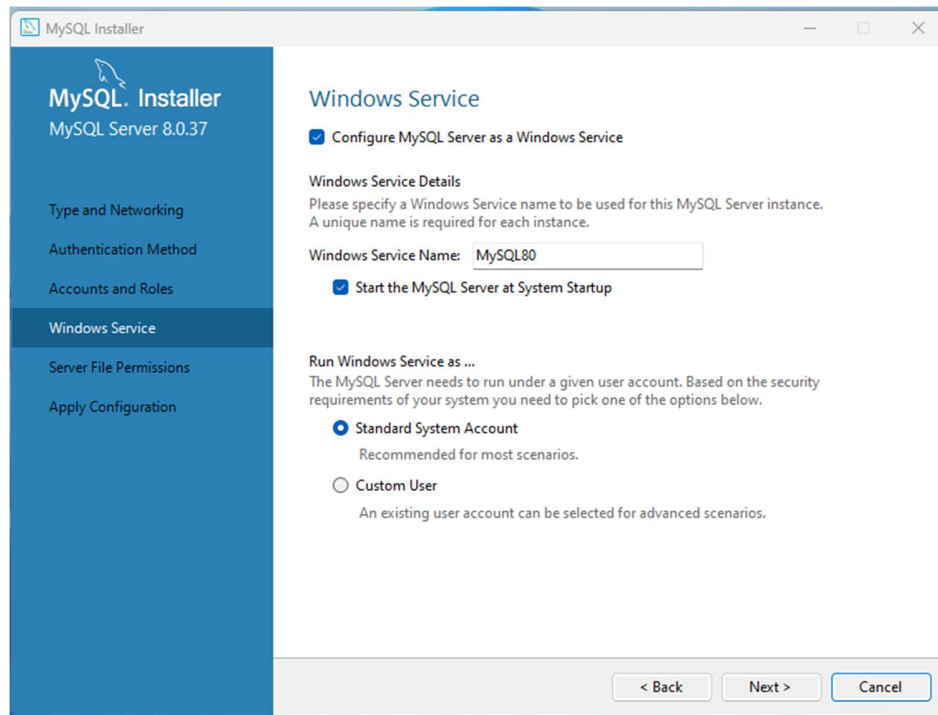 MySQL Installer
MySQL. Installer
MySQL Server 8.0.37
Type and Networking
Authentication Method
Accounts and Roles
Windows Service
Server File Permissions
Apply Configuration
Windows Service
Configure MySQL Server as a Windows Service
Windows Service Details
Please specify a Windows Service name to be used for this MySQL Server instance.
A unique name is required for each instance.
Windows Service Name: MySQL80
Start the MySQL Server at System Startup
Run Windows Service as ...
The MySQL Server needs to run under a given user account. Based on the security
requirements of your system you need to pick one of the options below.
Standard System Account
Recommended for most scenarios.
Custom User
An existing user account can be selected for advanced scenarios.
< Back Next > Cancel